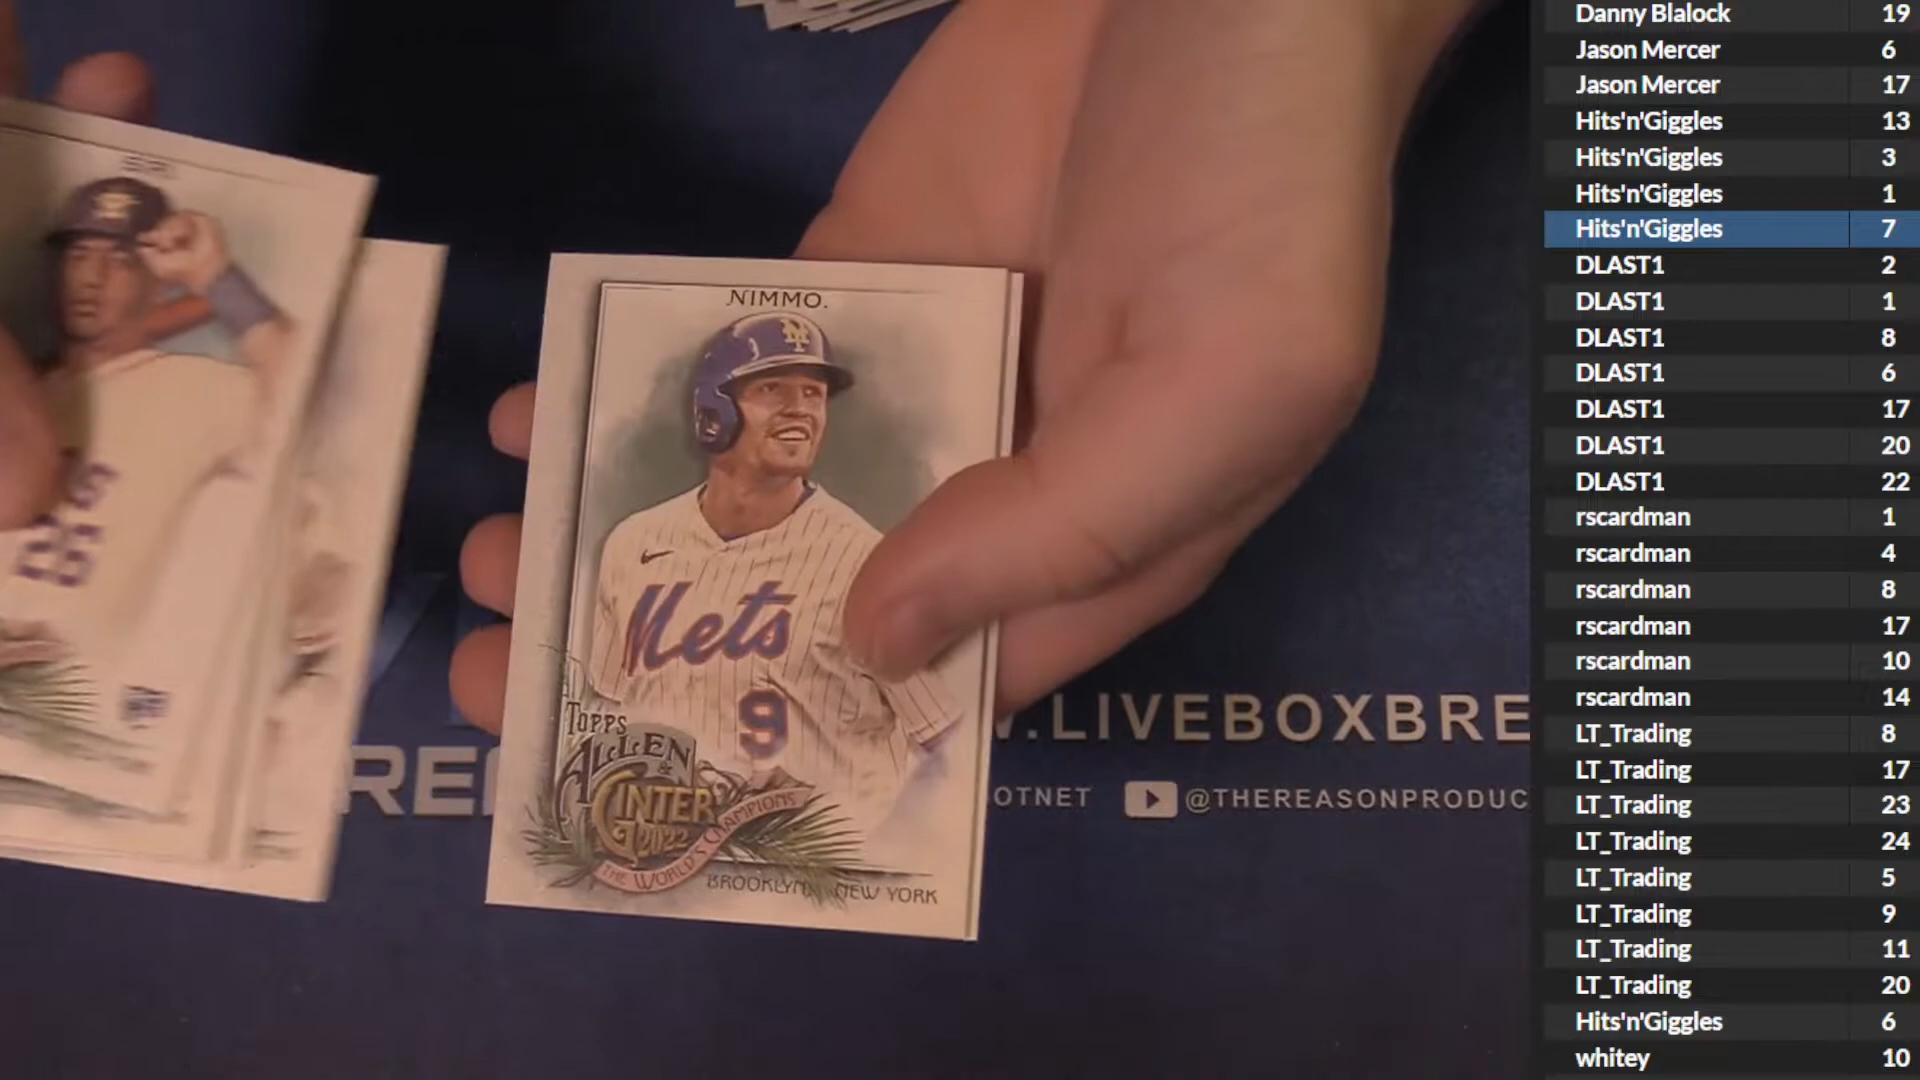 SIRI
NIMMO.
Mets
9
TOPPS
ALLEN
&
GINTER
2022
THE WORLD'S CHAMPIONS
BROOKLYN, NEW YORK
W.LIVEBOXBRE
OTNET @THEREASONPRODUC
Danny Blalock 19
Jason Mercer 6
Jason Mercer 17
Hits'n'Giggles 13
Hits'n'Giggles 3
Hits'n'Giggles 1
Hits'n'Giggles 7
DLAST1 2
DLAST1 1
DLAST1 8
DLAST1 6
DLAST1 17
DLAST1 20
DLAST1 22
rscardman 1
rscardman 4
rscardman 8
rscardman 17
rscardman 10
rscardman 14
LT_Trading 8
LT_Trading 17
LT_Trading 23
LT_Trading 24
LT_Trading 5
LT_Trading 9
LT_Trading 11
LT_Trading 20
Hits'n'Giggles 6
whitey 10